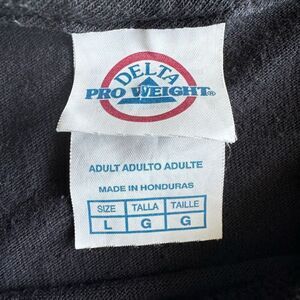 DELTA
PRO WEIGHT®
ADULT ADULTO ADULTE
MADE IN HONDURAS
SIZE TALLA TAILLE
L G G